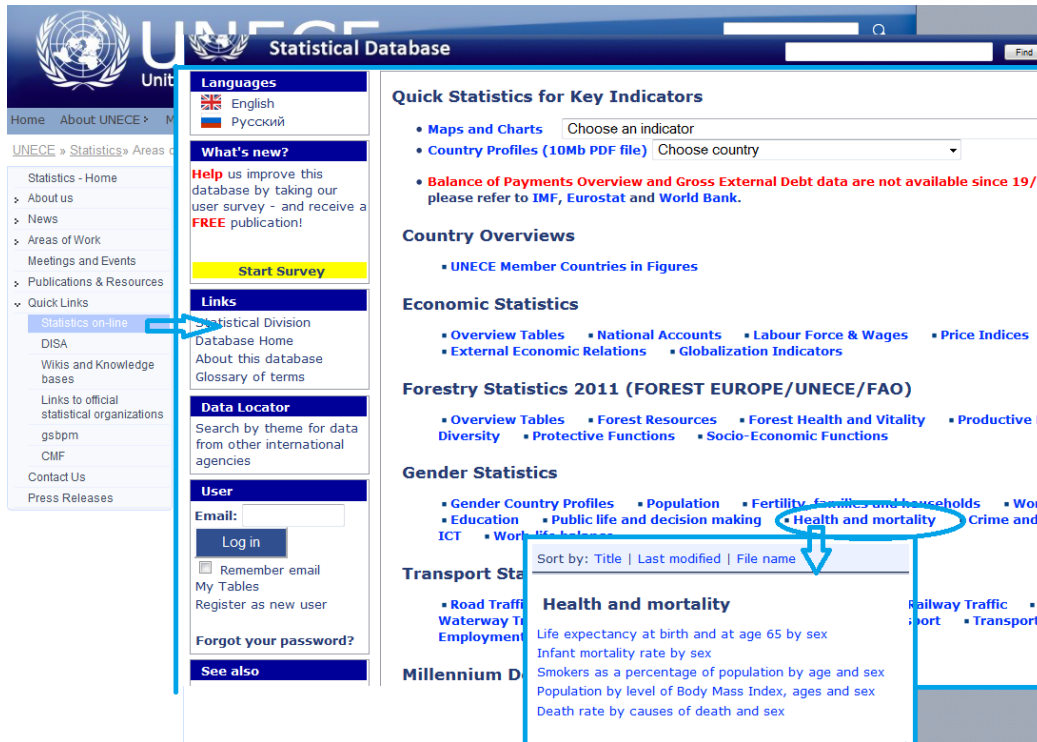 Unit
Home About UNECE
UNECE » Statistics» Areas
Statistics - Home
About us
News
Areas of Work
Meetings and Events
Publications & Resources
Quick Links
Statistics on-line
DISA
Wikis and Knowledge
bases
Links to official
statistical organizations
gsbpm
CMF
Contact Us
Press Releases
Statistical Database
Find
Languages
English
Русский
What's new?
Help us improve this
database by taking our
user survey - and receive a
FREE publication!
Start Survey
Links
Statistical Division
Database Home
About this database
Glossary of terms
Data Locator
Search by theme for data
from other international
agencies
User
Email:
Log in
Remember email
My Tables
Register as new user
Forgot your password?
See also
Quick Statistics for Key Indicators
Maps and Charts Choose an indicator
Country Profiles (10Mb PDF file) Choose country
Balance of Payments Overview and Gross External Debt data are not available since 19/
please refer to IMF, Eurostat and World Bank.
Country Overviews
UNECE Member Countries in Figures
Economic Statistics
Overview Tables National Accounts Labour Force & Wages Price Indices
External Economic Relations Globalization Indicators
Forestry Statistics 2011 (FOREST EUROPE/UNECE/FAO)
Overview Tables Forest Resources Forest Health and Vitality Productive
Diversity Protective Functions Socio-Economic Functions
Gender Statistics
Gender Country Profiles Population Fertility, families and households Wo
Education Public life and decision making Health and mortality Crime and
ICT Work-life balance
Transport Sta
Road Traffi Railway Traffic
Waterway T port Transport
Employment
Millennium D
Sort by: Title | Last modified | File name
Health and mortality
Life expectancy at birth and at age 65 by sex
Infant mortality rate by sex
Smokers as a percentage of population by age and sex
Population by level of Body Mass Index, ages and sex
Death rate by causes of death and sex